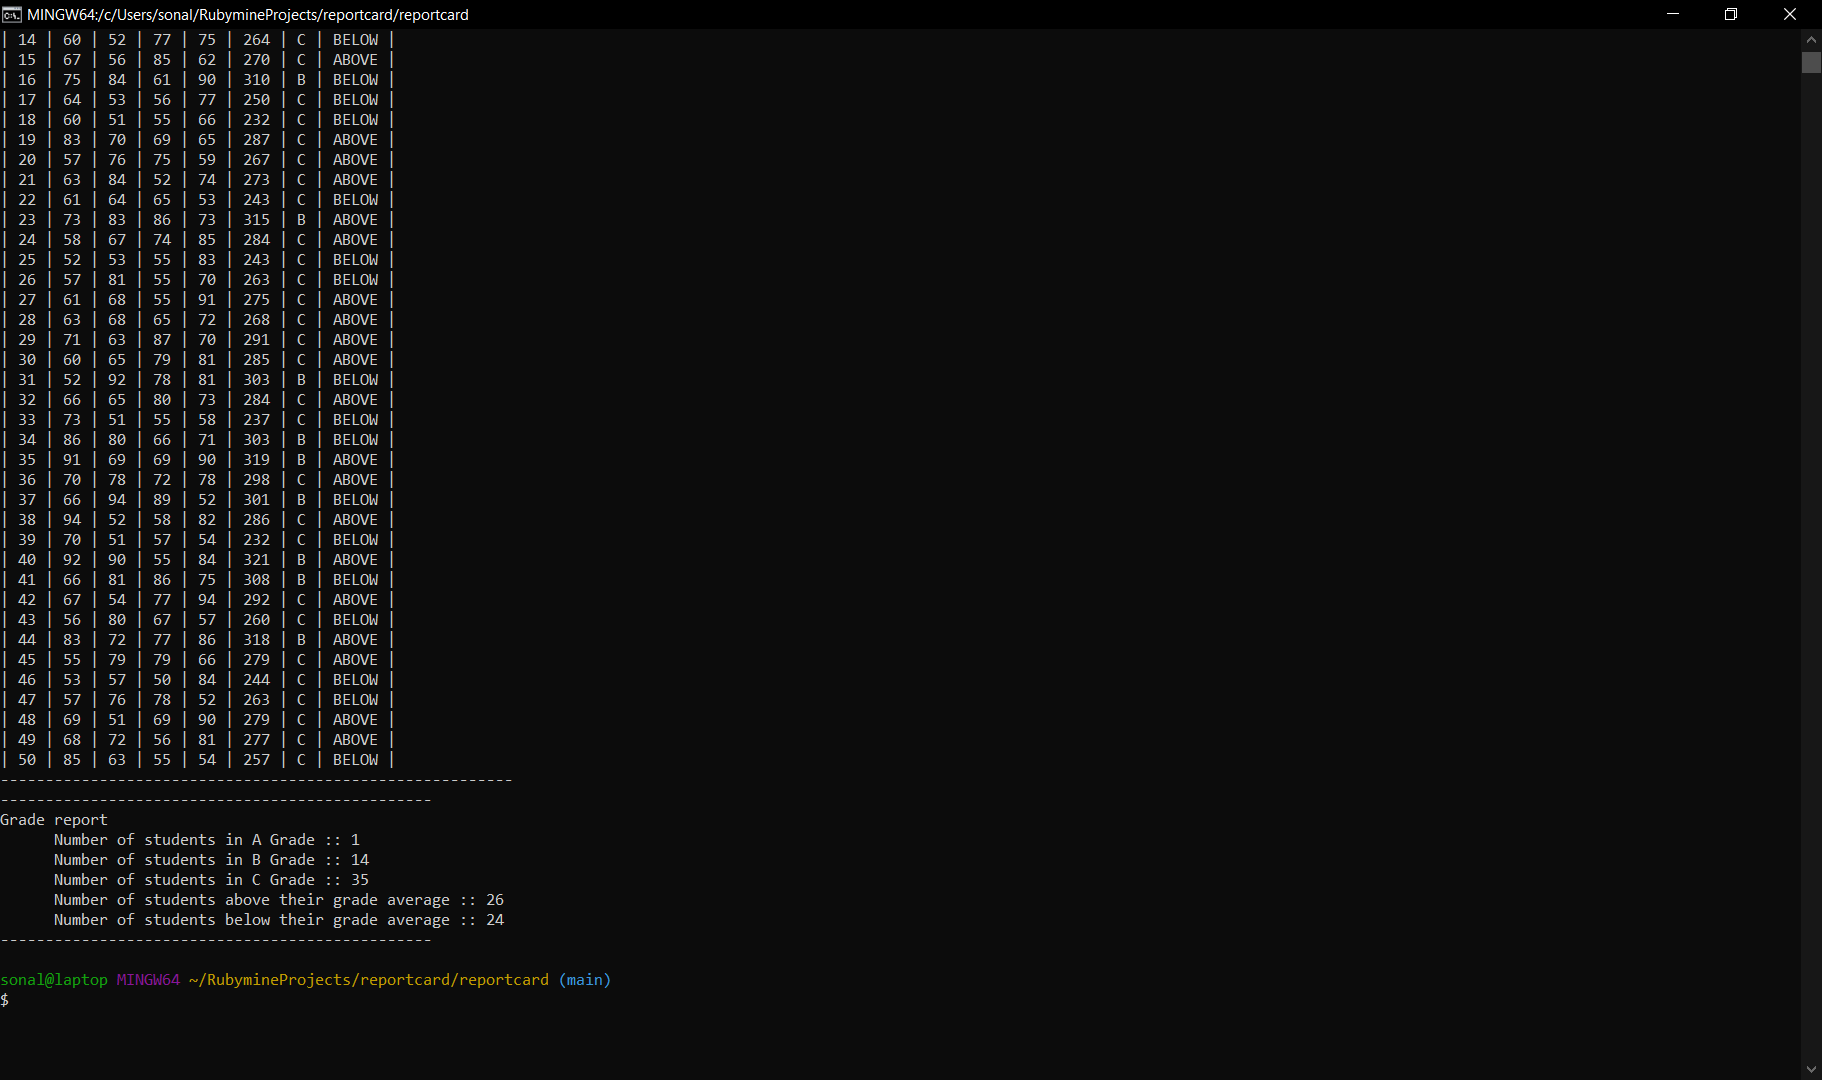 MINGW64:/c/Users/sonal/RubymineProjects/reportcard/reportcard
| 14 | 60 | 52 | 77 | 75 | 264 | C | BELOW |
| 15 | 67 | 56 | 85 | 62 | 270 | C | ABOVE |
| 16 | 75 | 84 | 61 | 90 | 310 | B | BELOW |
| 17 | 64 | 53 | 56 | 77 | 250 | C | BELOW |
| 18 | 60 | 51 | 55 | 66 | 232 | C | BELOW |
| 19 | 83 | 70 | 69 | 65 | 287 | C | ABOVE |
| 20 | 57 | 76 | 75 | 59 | 267 | C | ABOVE |
| 21 | 63 | 84 | 52 | 74 | 273 | C | ABOVE |
| 22 | 61 | 64 | 65 | 53 | 243 | C | BELOW |
| 23 | 73 | 83 | 86 | 73 | 315 | B | ABOVE |
| 24 | 58 | 67 | 74 | 85 | 284 | C | ABOVE |
| 25 | 52 | 53 | 55 | 83 | 243 | C | BELOW |
| 26 | 57 | 81 | 55 | 70 | 263 | C | BELOW |
| 27 | 61 | 68 | 55 | 91 | 275 | C | ABOVE |
| 28 | 63 | 68 | 65 | 72 | 268 | C | ABOVE |
| 29 | 71 | 63 | 87 | 70 | 291 | C | ABOVE |
| 30 | 60 | 65 | 79 | 81 | 285 | C | ABOVE |
| 31 | 52 | 92 | 78 | 81 | 303 | B | BELOW |
| 32 | 66 | 65 | 80 | 73 | 284 | C | ABOVE |
| 33 | 73 | 51 | 55 | 58 | 237 | C | BELOW |
| 34 | 86 | 80 | 66 | 71 | 303 | B | BELOW |
| 35 | 91 | 69 | 69 | 90 | 319 | B | ABOVE |
| 36 | 70 | 78 | 72 | 78 | 298 | C | ABOVE |
| 37 | 66 | 94 | 89 | 52 | 301 | B | BELOW |
| 38 | 94 | 52 | 58 | 82 | 286 | C | ABOVE |
| 39 | 70 | 51 | 57 | 54 | 232 | C | BELOW |
| 40 | 92 | 90 | 55 | 84 | 321 | B | ABOVE |
| 41 | 66 | 81 | 86 | 75 | 308 | B | BELOW |
| 42 | 67 | 54 | 77 | 94 | 292 | C | ABOVE |
| 43 | 56 | 80 | 67 | 57 | 260 | C | BELOW |
| 44 | 83 | 72 | 77 | 86 | 318 | B | ABOVE |
| 45 | 55 | 79 | 79 | 66 | 279 | C | ABOVE |
| 46 | 53 | 57 | 50 | 84 | 244 | C | BELOW |
| 47 | 57 | 76 | 78 | 52 | 263 | C | BELOW |
| 48 | 69 | 51 | 69 | 90 | 279 | C | ABOVE |
| 49 | 68 | 72 | 56 | 81 | 277 | C | ABOVE |
| 50 | 85 | 63 | 55 | 54 | 257 | C | BELOW |
---------------------------------------------------------
------------------------------------------------
Grade report
Number of students in A Grade :: 1
Number of students in B Grade :: 14
Number of students in C Grade :: 35
Number of students above their grade average :: 26
Number of students below their grade average :: 24
------------------------------------------------
sonal@laptop MINGW64 ~/RubymineProjects/reportcard/reportcard (main)
$